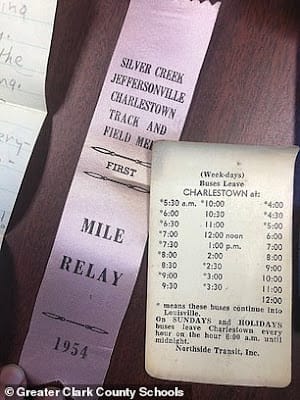 the
SILVER CREEK
JEFFERSONVILLE
CHARLESTOWN
TRACK AND
FIELD
FIRST
MILE
RELAY
1954
(Week-days)
Buses Leave
CHARLESTOWN at:
*5:30 a.m. *10:00 *4:00
*6:00 10:30 *4:30
*6:30 11:00 *5:00
*7:00 12:00 noon 6:00
*7:30 1:00 p.m. 7:00
*8:00 2:00 8:00
8:30 *2:30 9:00
*9:00 *3:00 10:00
9:30 *3:30 11:00
12:00
* means these buses continue into
Louisville.
On SUNDAYS and HOLIDAYS
buses leave Charlestown every
hour on the hour 8:00 a.m. until
midnight.
Northside Transit, Inc.
© Greater Clark County Schools